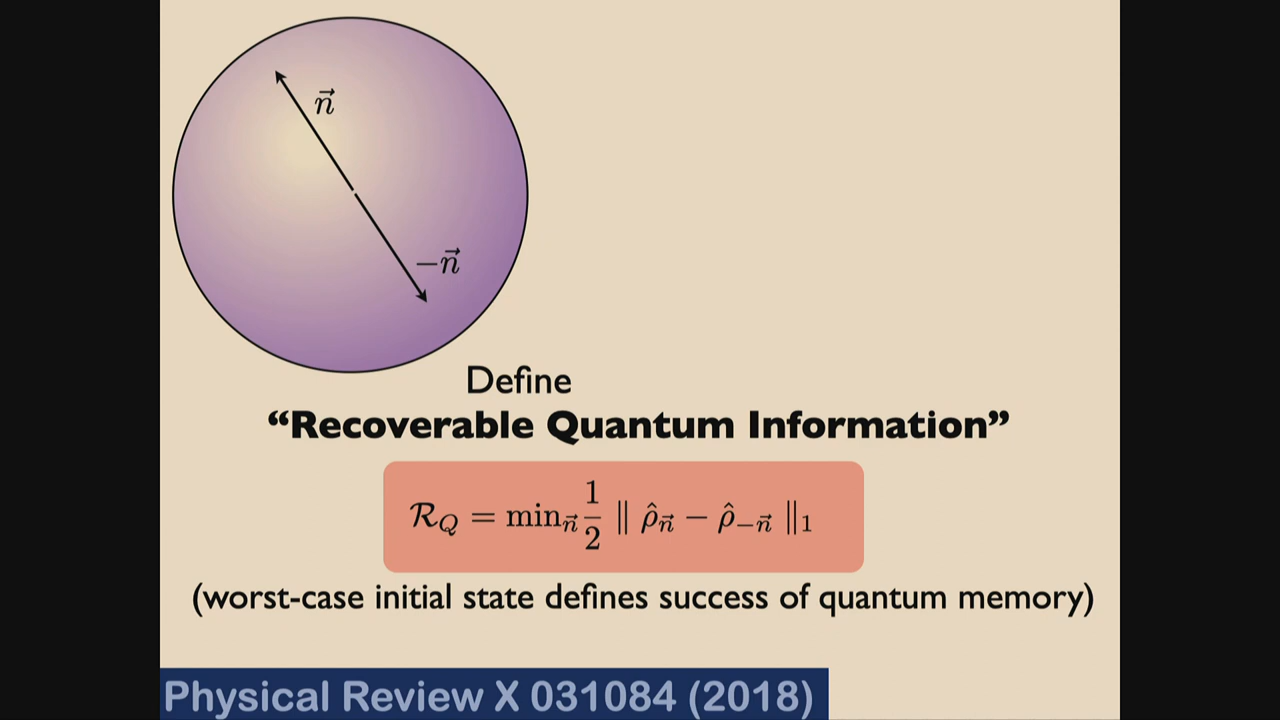 n⃗
−n⃗
Define
“Recoverable Quantum Information”
ℛ_Q = min_n⃗ 1/2 ‖ ρ̂_n⃗ − ρ̂_−n⃗ ‖₁
(worst-case initial state defines success of quantum memory)
Physical Review X 031084 (2018)